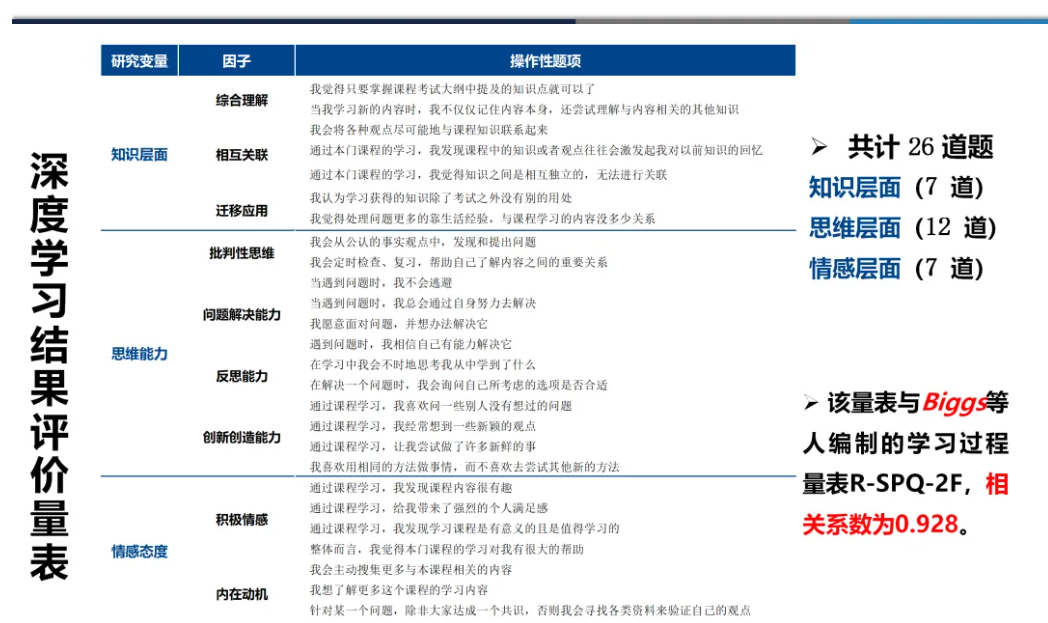 深度学习结果评价量表
研究变量 因子 操作性题项
知识层面
综合理解
我觉得只要掌握课程考试大纲中提及的知识点就可以了
当我学习新的内容时，我不仅仅记住内容本身，还尝试理解与内容相关的其他知识
相互关联
我会将各种观点尽可能地与课程知识联系起来
通过本门课程的学习，我发现课程中的知识或者观点往往会激发起我对以前知识的回忆
通过本门课程的学习，我觉得知识之间是相互独立的，无法进行关联
迁移应用
我认为学习获得的知识除了考试之外没有别的用处
我觉得处理问题更多的靠生活经验，与课程学习的内容没多少关系
思维能力
批判性思维
我会从公认的事实观点中，发现和提出问题
我会定时检查、复习，帮助自己了解内容之间的重要关系
问题解决能力
当遇到问题时，我不会逃避
当遇到问题时，我总会通过自身努力去解决
我愿意面对问题，并想办法解决它
遇到问题时，我相信自己有能力解决它
反思能力
在学习中我会不时地思考我从中学到了什么
在解决一个问题时，我会询问自己所考虑的选项是否合适
创新创造能力
通过课程学习，我喜欢问一些别人没有想过的问题
通过课程学习，我经常想到一些新颖的观点
通过课程学习，让我尝试做了许多新鲜的事
我喜欢用相同的方法做事情，而不喜欢去尝试其他新的方法
情感态度
积极情感
通过课程学习，我发现课程内容很有趣
通过课程学习，给我带来了强烈的个人满足感
通过课程学习，我发现学习课程是有意义的且是值得学习的
整体而言，我觉得本门课程的学习对我有很大的帮助
内在动机
我会主动搜集更多与本课程相关的内容
我想了解更多这个课程的学习内容
针对某一个问题，除非大家达成一个共识，否则我会寻找各类资料来验证自己的观点
➢ 共计 26 道题
知识层面（7 道）
思维层面（12 道）
情感层面（7 道）
➢ 该量表与Biggs等
人编制的学习过程
量表R-SPQ-2F，相
关系数为0.928。